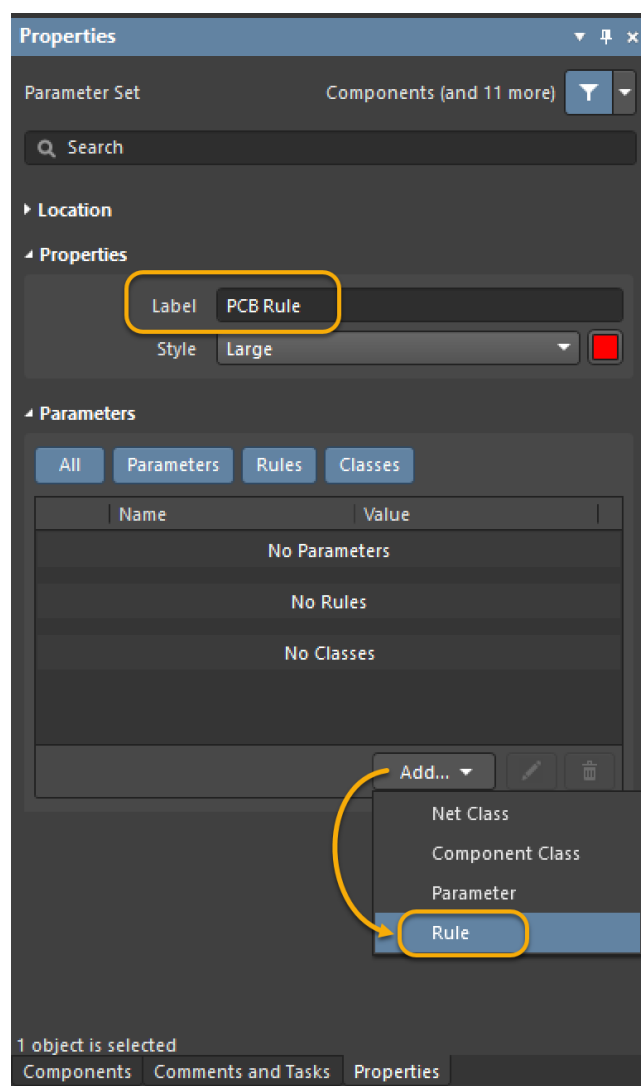 Properties
Parameter Set Components (and 11 more)
Search
Location
Properties
Label PCB Rule
Style Large
Parameters
All Parameters Rules Classes
Name Value
No Parameters
No Rules
No Classes
Add...
Net Class
Component Class
Parameter
Rule
1 object is selected
Components Comments and Tasks Properties